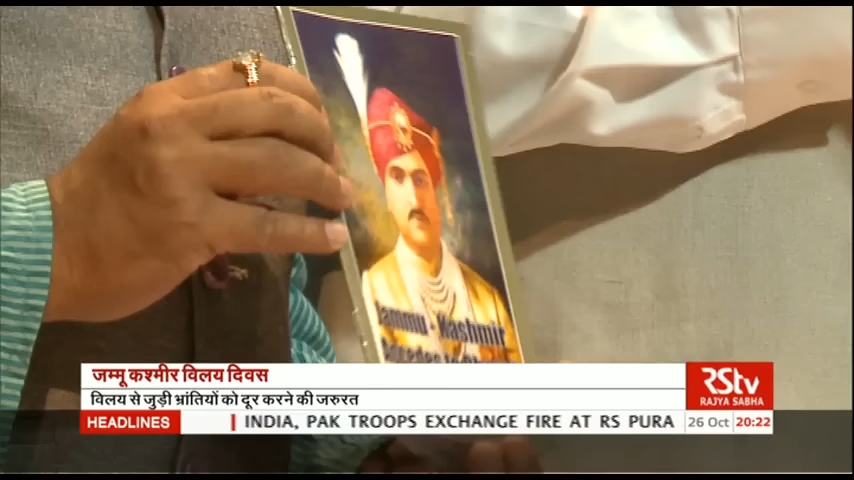 Jammu - Kashmir
जम्मू कश्मीर विलय दिवस
विलय से जुड़ी भ्रांतियों को दूर करने की जरुरत
RStv
RAJYA SABHA
HEADLINES
INDIA, PAK TROOPS EXCHANGE FIRE AT RS PURA
26 Oct 20:22